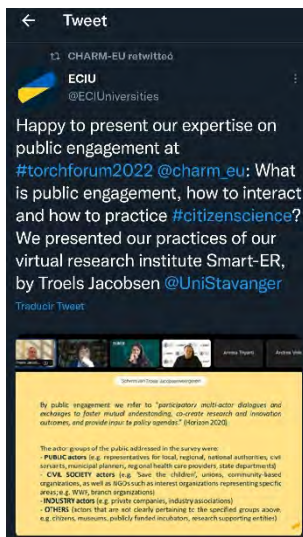 Tweet
CHARM-EU retwitteó
ECIU
@ECIUniversities
Happy to present our expertise on
public engagement at
#torchforum2022 @charm_eu: What
is public engagement, how to interact
and how to practice #citizenscience?
We presented our practices of our
virtual research institute Smart-ER,
by Troels Jacobsen @UniStavanger
Traducir Tweet
By public engagement we refer to "participatory multi-actor dialogues and
exchanges to foster mutual understanding, co-create research and innovation
outcomes, and provide input to policy agendas." (Horizon 2020).
The actor groups of the public addressed in the survey were:
- PUBLIC actors (e.g. representatives for local, regional, national authorities, civil
servants, municipal planners, regional health care providers, state departments)
- CIVIL SOCIETY actors (e.g. 'Save the children', unions, community-based
organizations, as well as NGOs such as interest organizations representing specific
areas; e.g. WWF, branch organizations)
- INDUSTRY actors (e.g. private companies, industry associations)
- OTHERS (actors that are not clearly pertaining to the specified groups above,
e.g. citizens, museums, publicly funded incubators, research supporting entities)